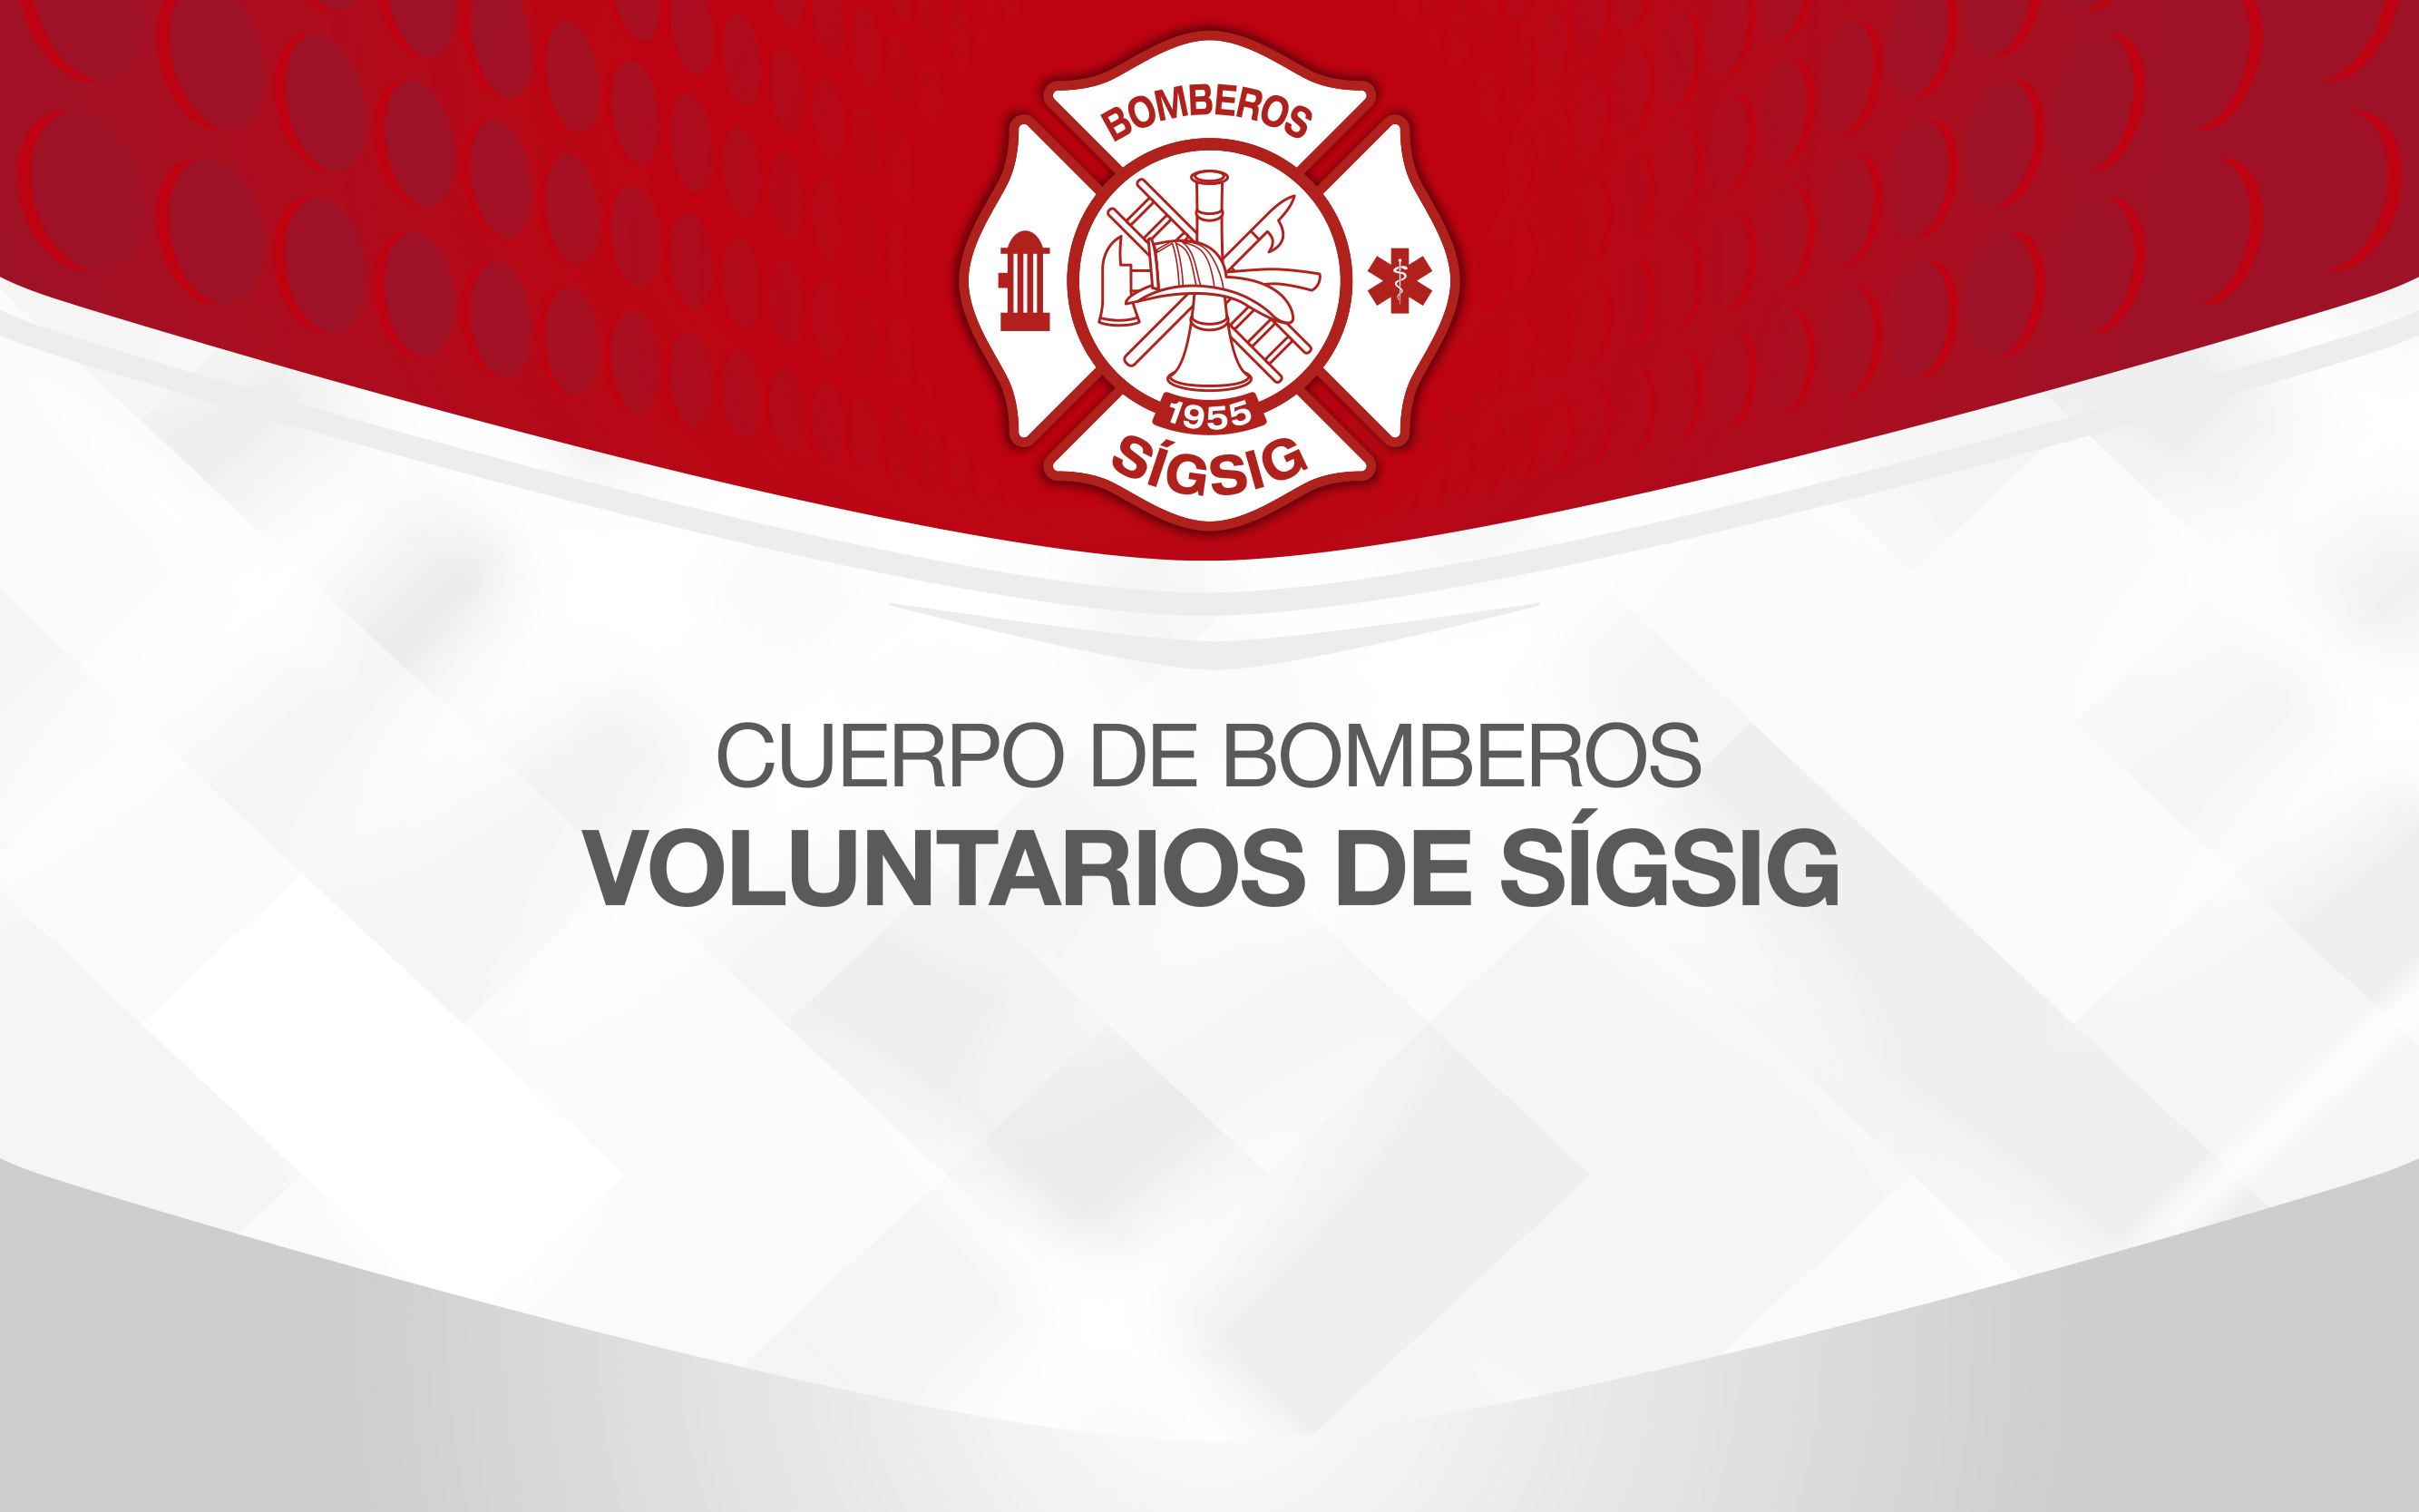 BOMBEROS
1955
SÍGSIG
CUERPO DE BOMBEROS
VOLUNTARIOS DE SÍGSIG